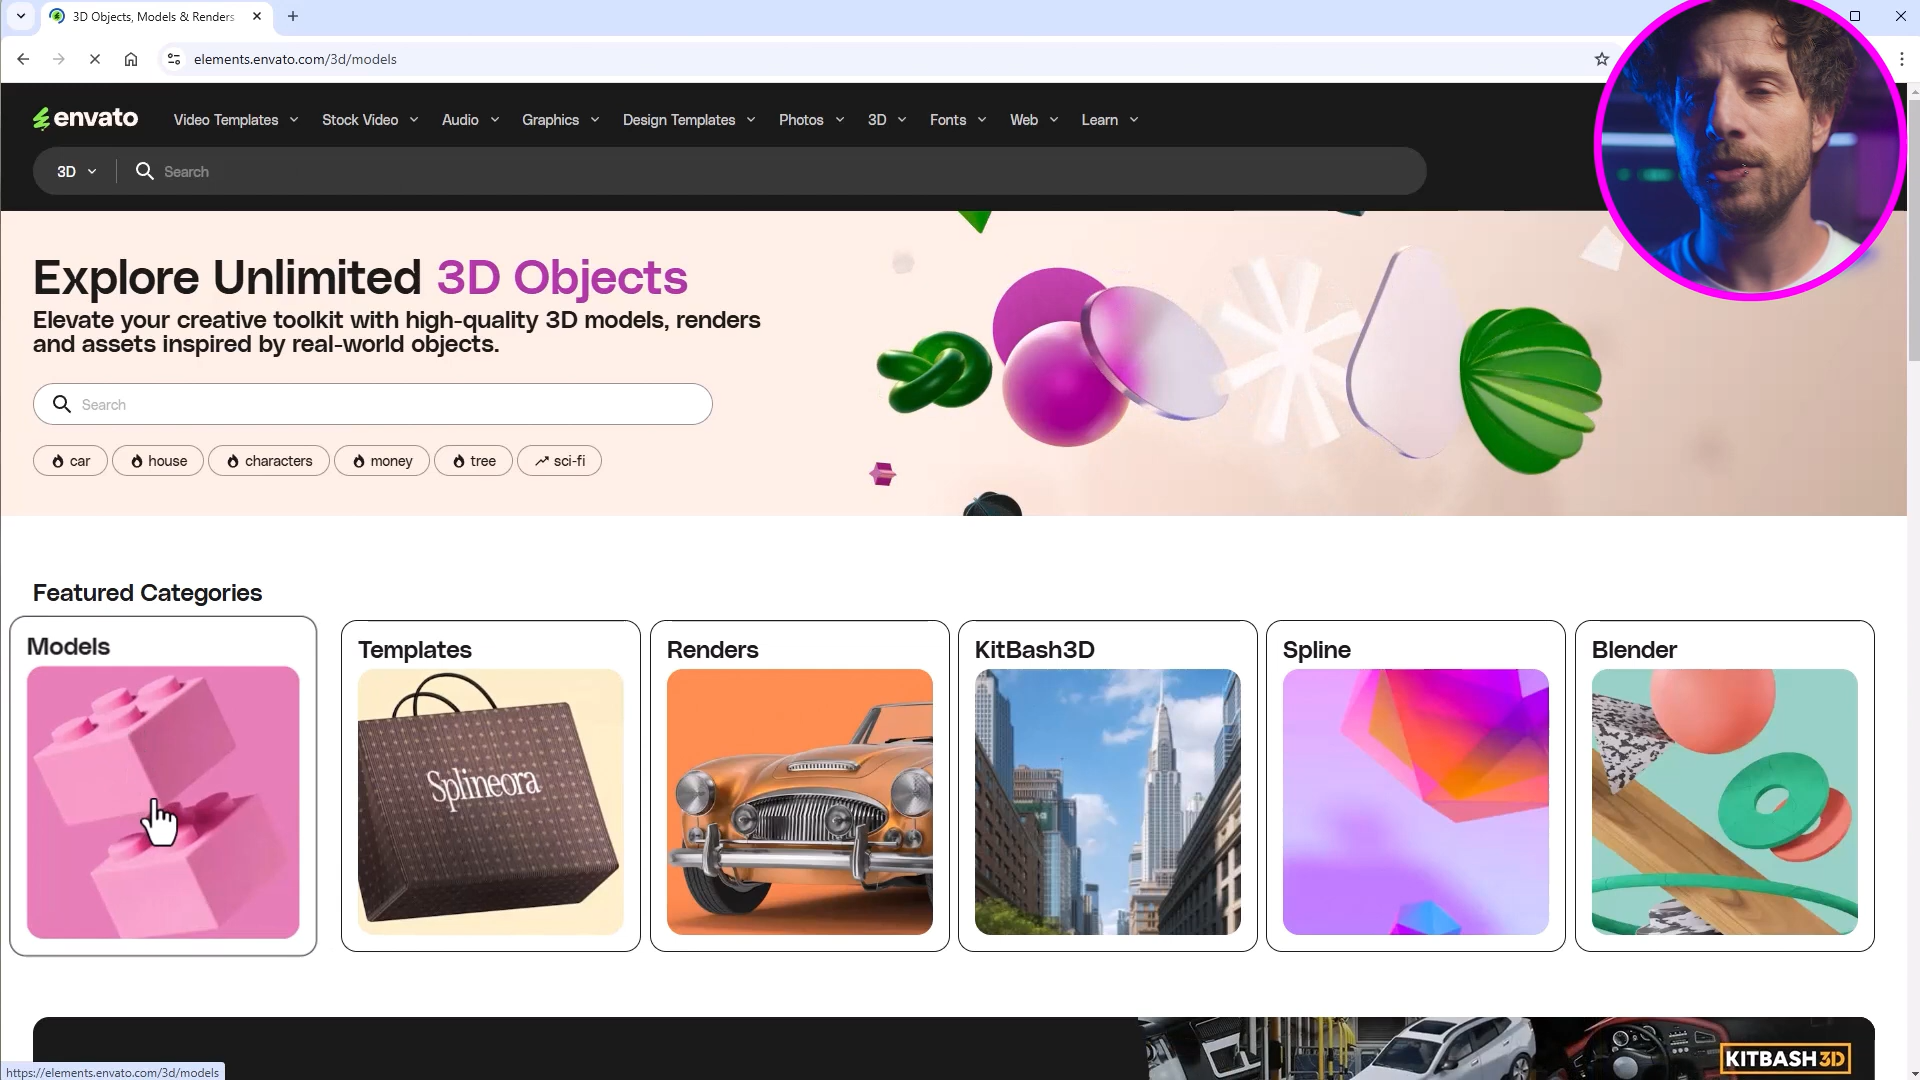 3D Objects, Models & Renders
elements.envato.com/3d/models
envato
Video Templates
Stock Video
Audio
Graphics
Design Templates
Photos
3D
Fonts
Web
Learn
3D
Search
Explore Unlimited 3D Objects
Elevate your creative toolkit with high-quality 3D models, renders
and assets inspired by real-world objects.
Search
car
house
characters
money
tree
sci-fi
Featured Categories
Models
Templates
Renders
KitBash3D
Spline
Blender
Splineora
KITBASH3D
https://elements.envato.com/3d/models